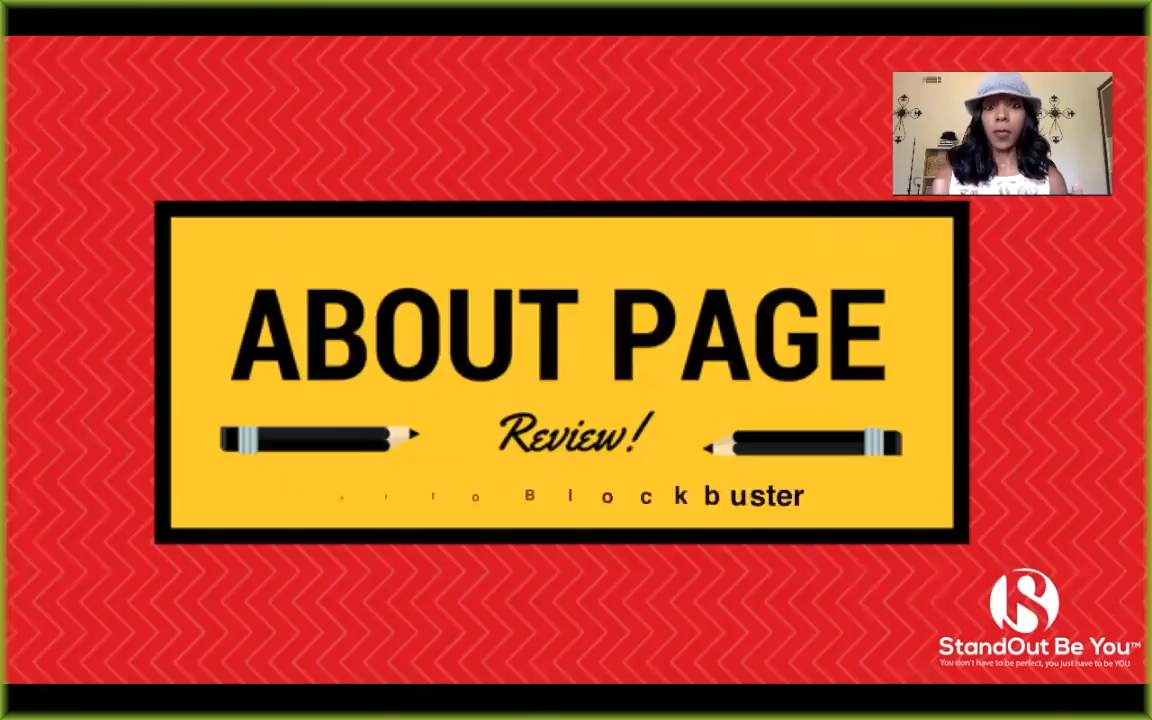 ABOUT PAGE
Review!
to Blockbuster
StandOut Be You™
You don't have to be perfect, you just have to be YOU